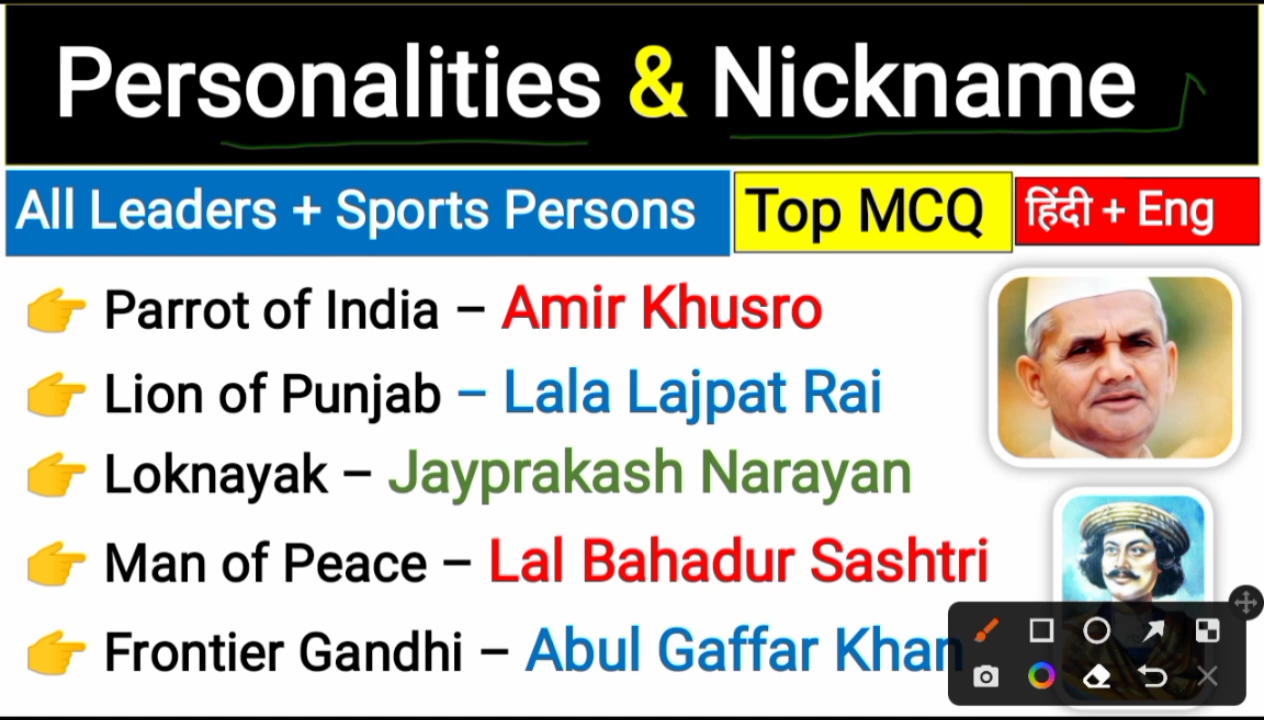 Personalities & Nickname
All Leaders + Sports Persons Top MCQ हिंदी + Eng
👉 Parrot of India – Amir Khusro
👉 Lion of Punjab – Lala Lajpat Rai
👉 Loknayak – Jayprakash Narayan
👉 Man of Peace – Lal Bahadur Sashtri
👉 Frontier Gandhi – Abul Gaffar Khan